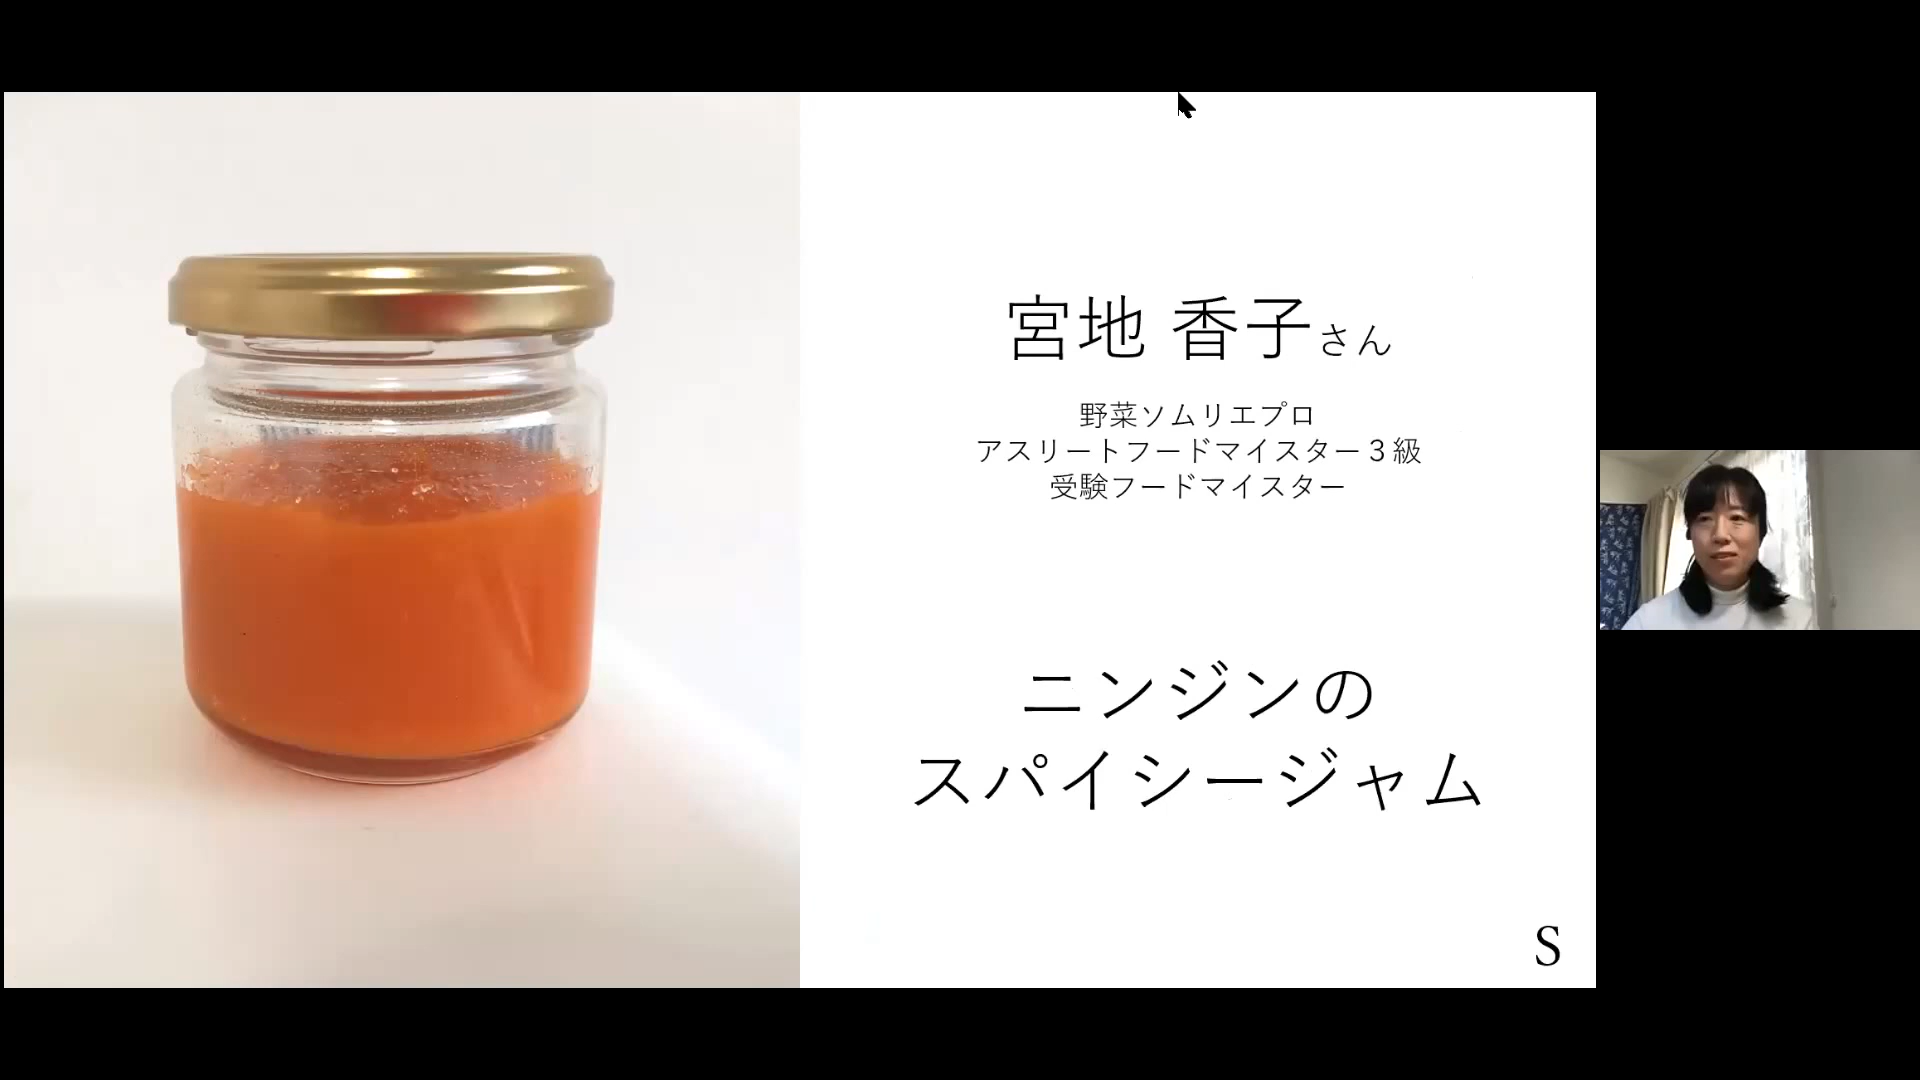 宮地 香子さん
野菜ソムリエプロ
アスリートフードマイスター３級
受験フードマイスター
ニンジンの
スパイシージャム
S